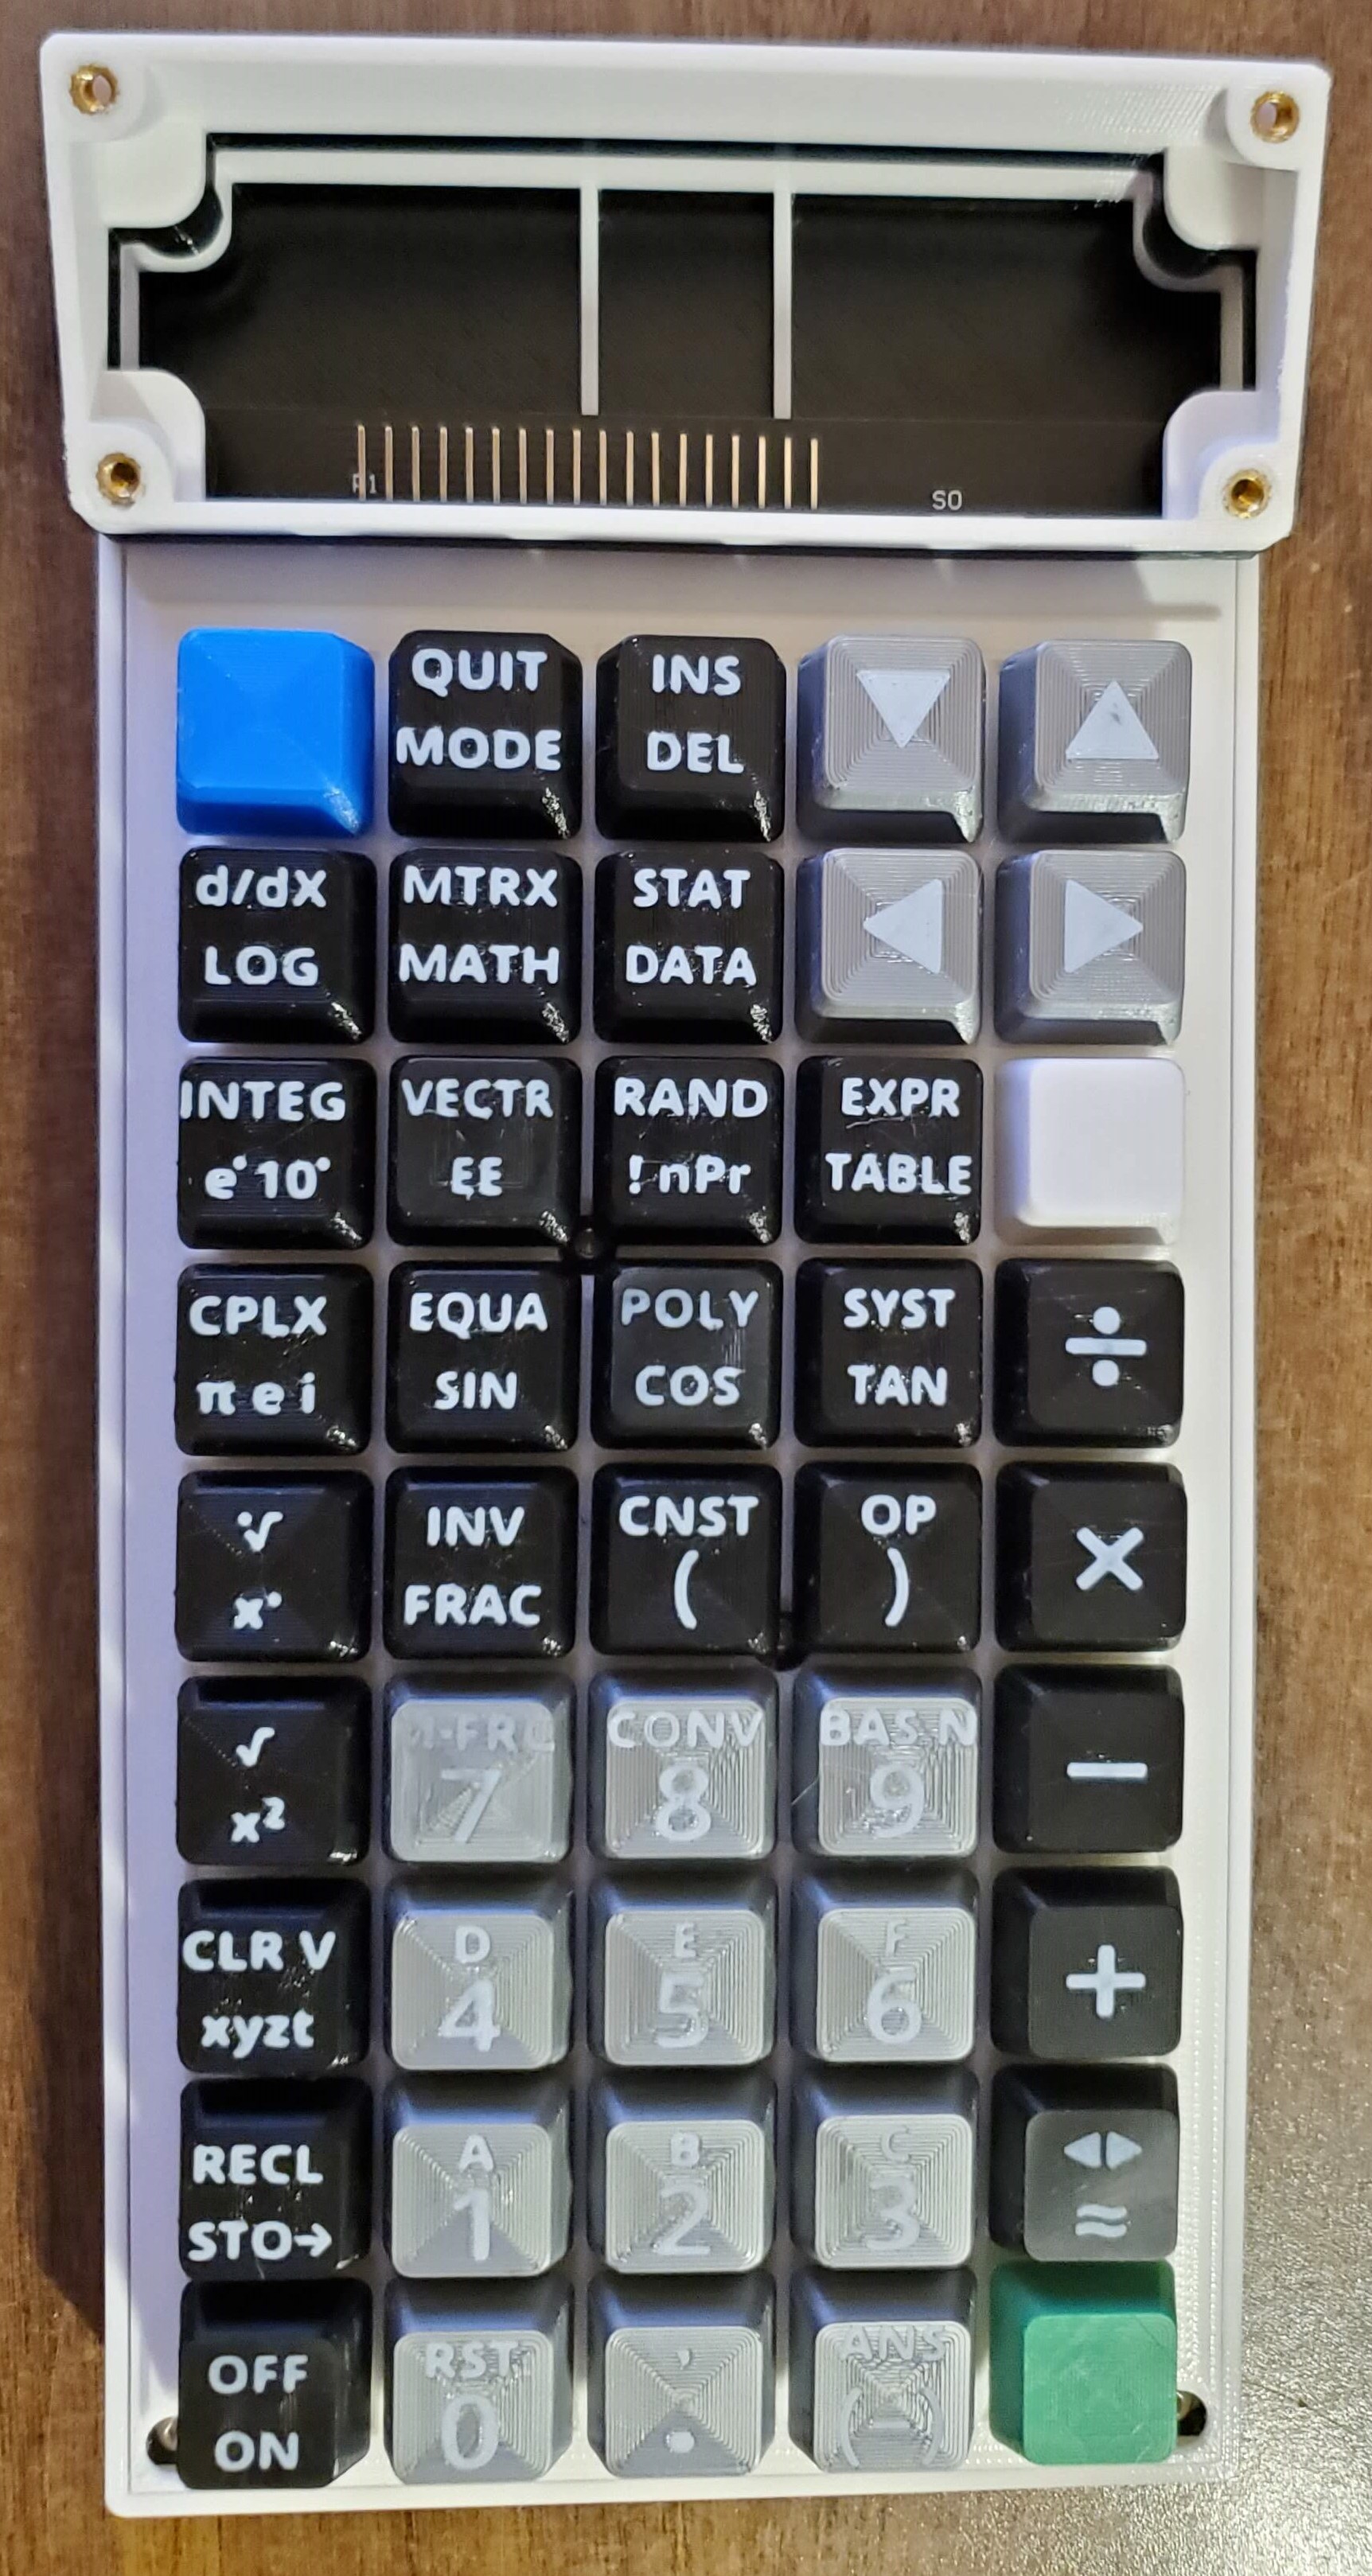 P1
S0
QUIT
MODE
INS
DEL
d/dX
LOG
MTRX
MATH
STAT
DATA
INTEG
e˙10˙
VECTR
EE
RAND
! nPr
EXPR
TABLE
CPLX
π e i
EQUA
SIN
POLY
COS
SYST
TAN
÷
˙√
x˙
INV
FRAC
CNST
(
OP
)
×
√
x²
7
CONV
8
BAS N
9
−
CLR V
xyzt
D
4
E
5
F
6
+
RECL
STO→
A
1
B
2
C
3
◀▶
≈
OFF
ON
RST
0
,
.
ANS
(−)